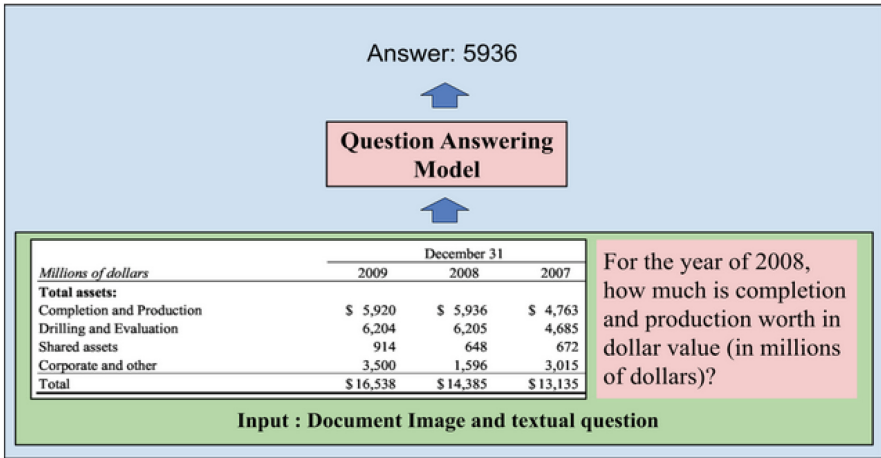 Answer: 5936
Question Answering
Model
December 31
Millions of dollars 2009 2008 2007
Total assets:
Completion and Production $ 5,920 $ 5,936 $ 4,763
Drilling and Evaluation 6,204 6,205 4,685
Shared assets 914 648 672
Corporate and other 3,500 1,596 3,015
Total $ 16,538 $ 14,385 $ 13,135
For the year of 2008,
how much is completion
and production worth in
dollar value (in millions
of dollars)?
Input : Document Image and textual question